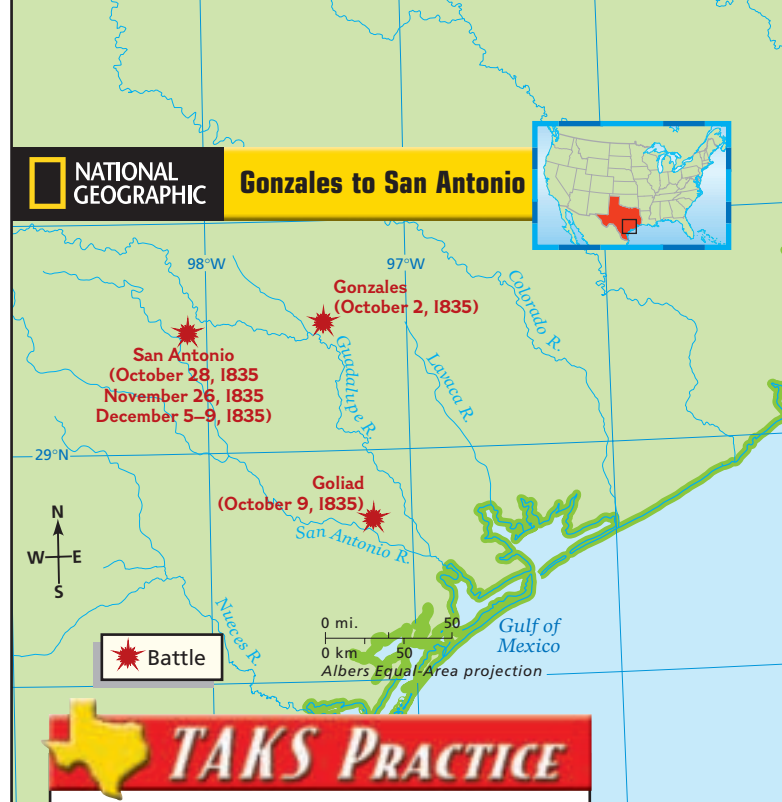 NATIONAL
GEOGRAPHIC
Gonzales to San Antonio
98°W
97°W
Gonzales
(October 2, 1835)
Colorado R.
San Antonio
(October 28, 1835
November 26, 1835
December 5–9, 1835)
Guadalupe R.
Lavaca R.
29°N
Goliad
(October 9, 1835)
San Antonio R.
N
W
E
S
Nueces R.
0 mi.
50
0 km
50
Albers Equal-Area projection
Gulf of
Mexico
Battle
TAKS PRACTICE